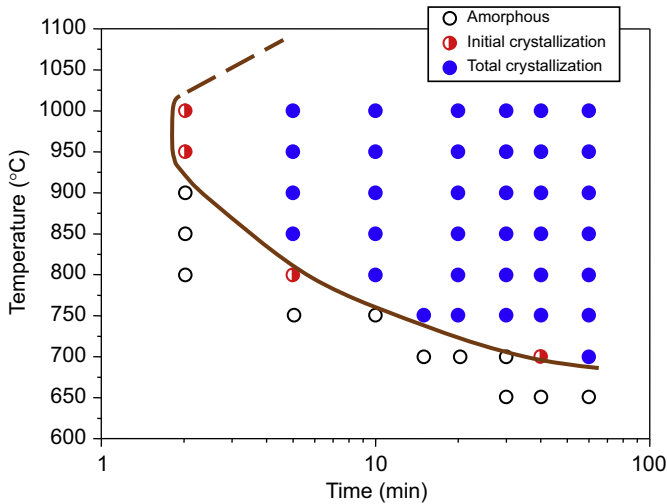 Amorphous
Initial crystallization
Total crystallization
1100
1050
1000
950
900
850
800
750
700
650
600
Temperature (°C)
1
10
100
Time (min)